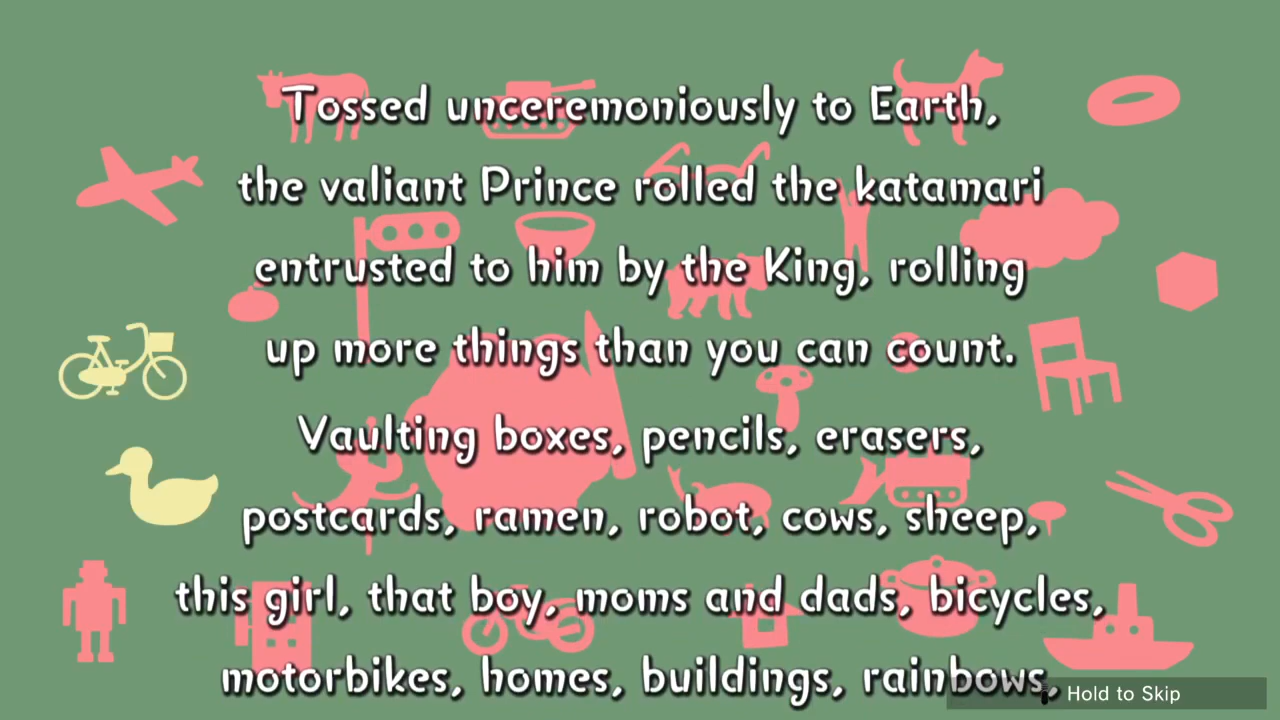 Tossed unceremoniously to Earth,
the valiant Prince rolled the katamari
entrusted to him by the King, rolling
up more things than you can count.
Vaulting boxes, pencils, erasers,
postcards, ramen, robot, cows, sheep,
this girl, that boy, moms and dads, bicycles,
motorbikes, homes, buildings, rainbows,
Hold to Skip